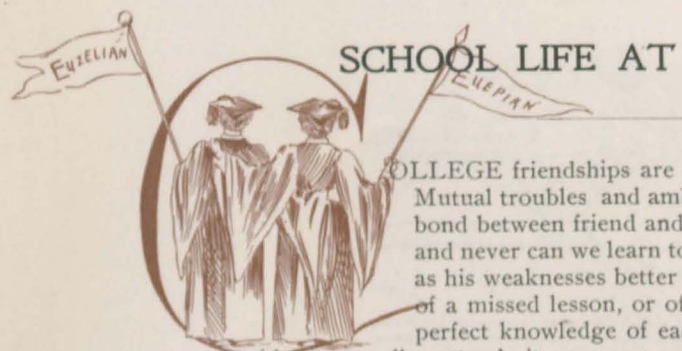 SCHOOL LIFE AT
EUZELIAN
EUEPIAN
COLLEGE friendships are
Mutual troubles and am
bond between friend and
and never can we learn to
as his weaknesses better
of a missed lesson, or of
perfect knowledge of ea